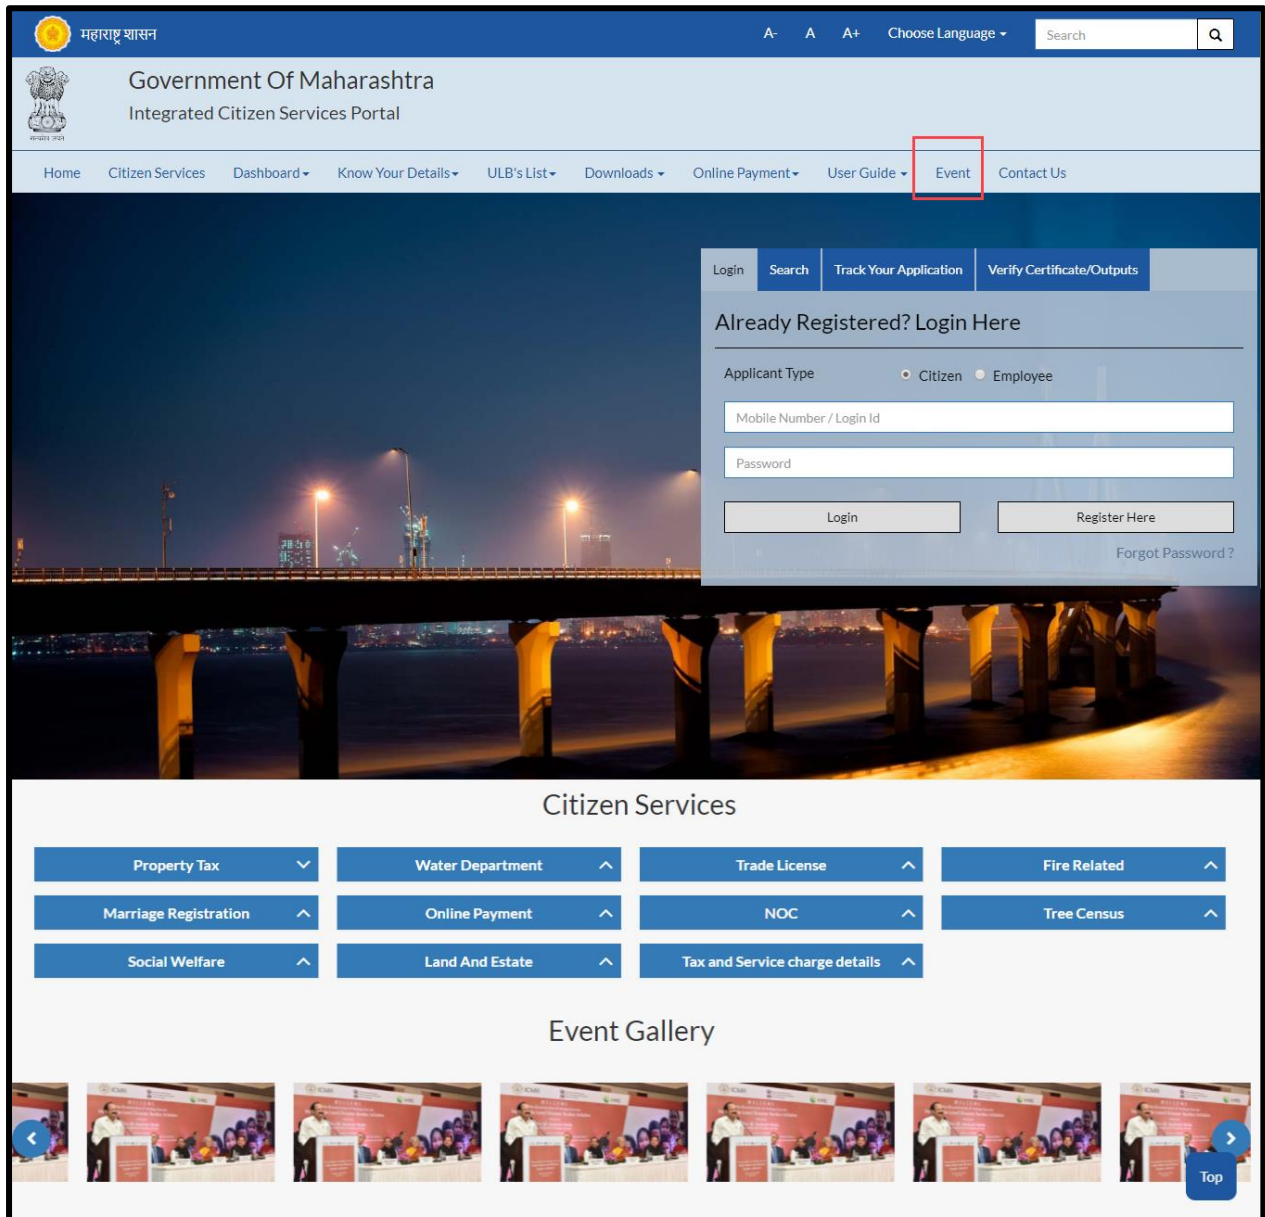 महाराष्ट्र शासन A- A A+ Choose Language Search
Government Of Maharashtra
Integrated Citizen Services Portal
सत्यमेव जयते
Home Citizen Services Dashboard Know Your Details ULB's List Downloads Online Payment User Guide Event Contact Us
Login Search Track Your Application Verify Certificate/Outputs
Already Registered? Login Here
Applicant Type Citizen Employee
Mobile Number / Login Id
Password
Login Register Here
Forgot Password ?
Citizen Services
Property Tax Water Department Trade License Fire Related
Marriage Registration Online Payment NOC Tree Census
Social Welfare Land And Estate Tax and Service charge details
Event Gallery
Top